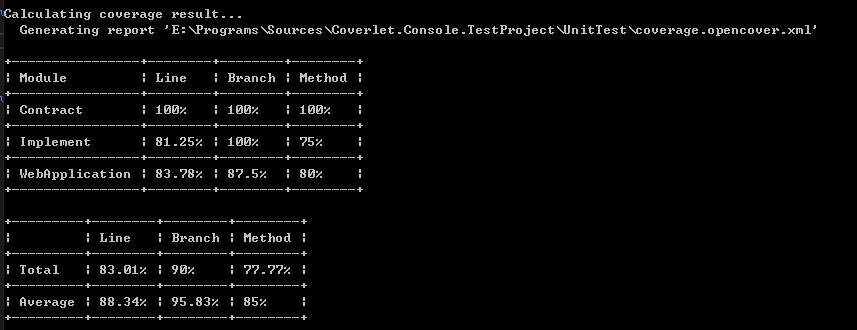 Calculating coverage result...
  Generating report 'E:\Programs\Sources\Coverlet.Console.TestProject\UnitTest\coverage.opencover.xml'

+----------------+--------+--------+--------+
| Module         | Line   | Branch | Method |
+----------------+--------+--------+--------+
| Contract       | 100%   | 100%   | 100%   |
+----------------+--------+--------+--------+
| Implement      | 81.25% | 100%   | 75%    |
+----------------+--------+--------+--------+
| WebApplication | 83.78% | 87.5%  | 80%    |
+----------------+--------+--------+--------+

+---------+--------+--------+--------+
|         | Line   | Branch | Method |
+---------+--------+--------+--------+
| Total   | 83.01% | 90%    | 77.77% |
+---------+--------+--------+--------+
| Average | 88.34% | 95.83% | 85%    |
+---------+--------+--------+--------+